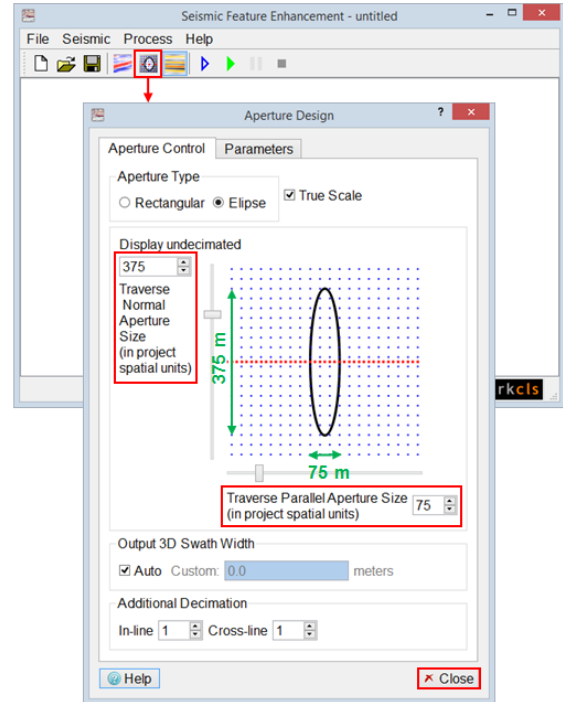 Seismic Feature Enhancement - untitled
File Seismic Process Help
Aperture Design
?
Aperture Control Parameters
Aperture Type
Rectangular Elipse True Scale
Display undecimated
375
Traverse
Normal
Aperture
Size
(in project
spatial units)
375 m
75 m
Traverse Parallel Aperture Size 75
(in project spatial units)
Output 3D Swath Width
Auto Custom: 0.0 meters
Additional Decimation
In-line 1 Cross-line 1
Help Close
rkcls